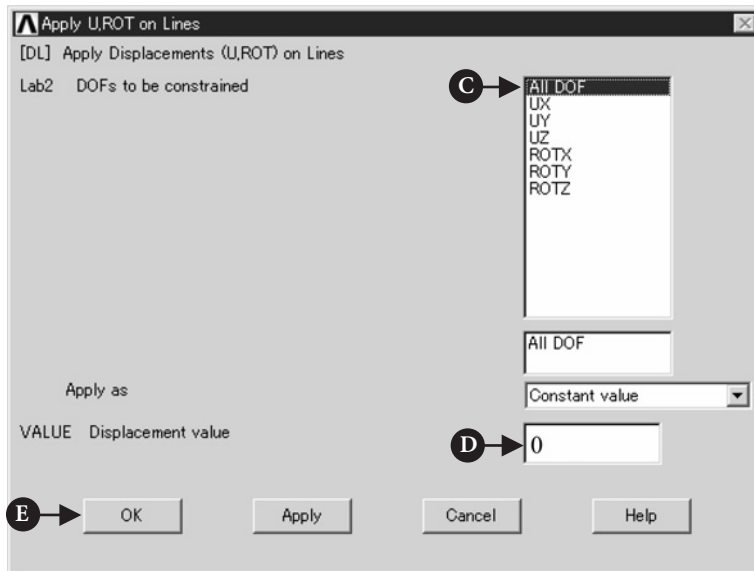 Apply U,ROT on Lines
[DL] Apply Displacements (U,ROT) on Lines
Lab2 DOFs to be constrained
C
All DOF
UX
UY
UZ
ROTX
ROTY
ROTZ
All DOF
Apply as
Constant value
VALUE Displacement value
D
0
E
OK
Apply
Cancel
Help